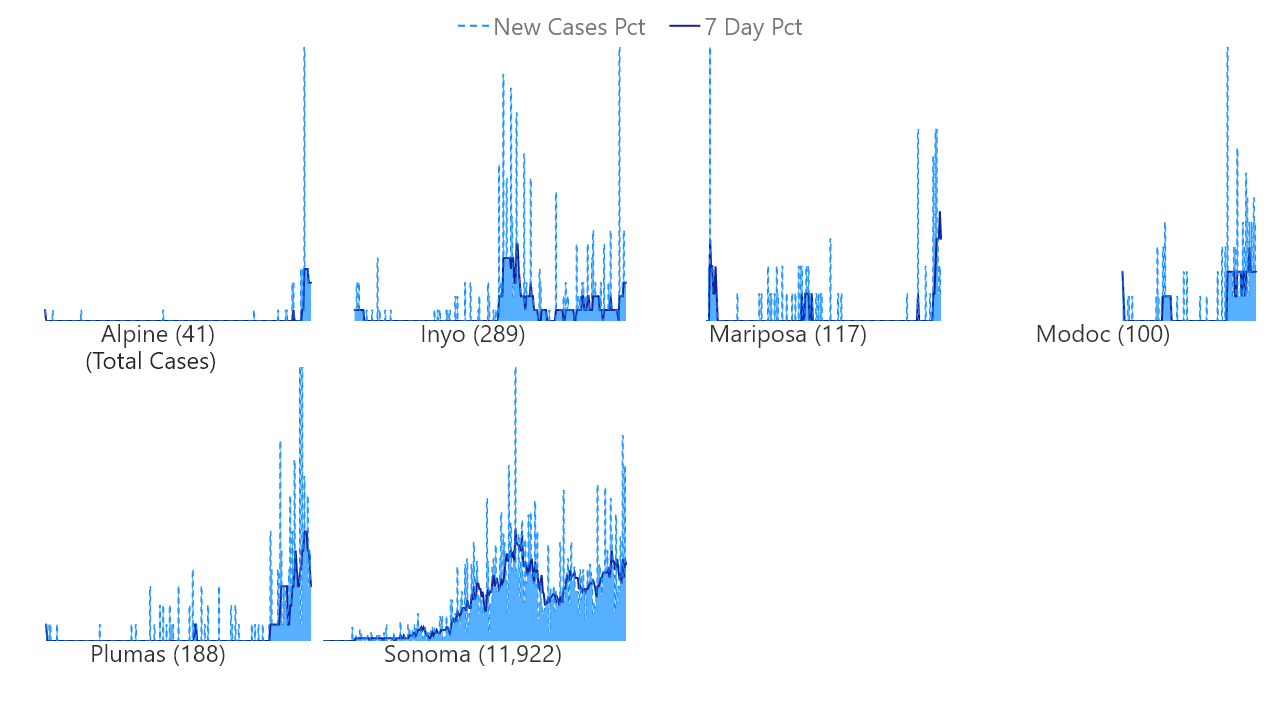 New Cases Pct 7 Day Pct
Alpine (41) Inyo (289) Mariposa (117) Modoc (100)
(Total Cases)
Plumas (188) Sonoma (11,922)